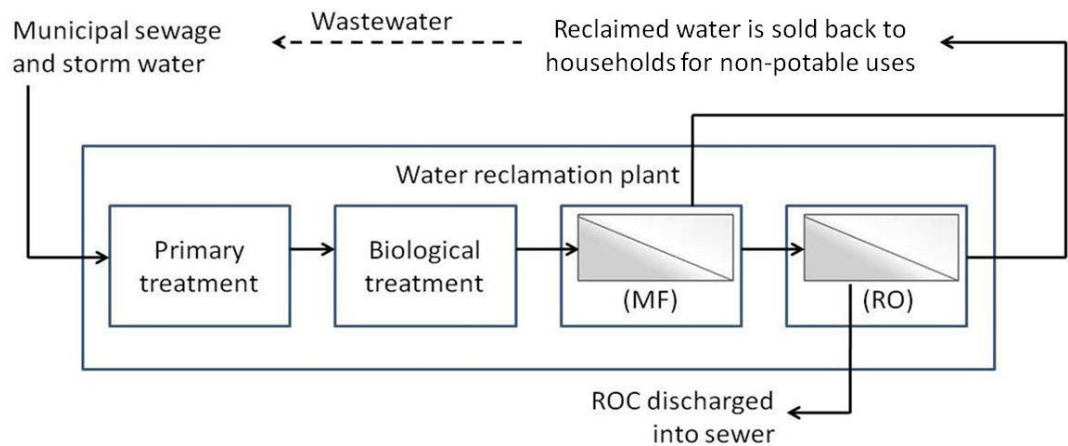 Municipal sewage
and storm water
Wastewater
Reclaimed water is sold back to
households for non-potable uses
Water reclamation plant
Primary
treatment
Biological
treatment
(MF)
(RO)
ROC discharged
into sewer